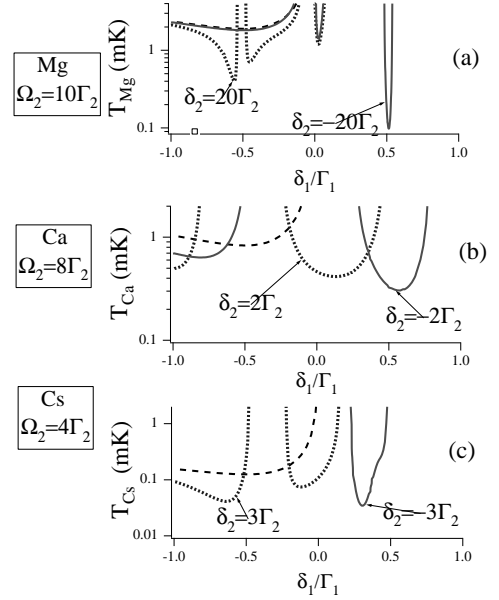 T_Mg (mK)
1
0.1
Mg
Ω₂=10Γ₂
(a)
δ₂=20Γ₂
δ₂=−20Γ₂
-1.0 -0.5 0.0 0.5 1.0
δ₁/Γ₁
T_Ca (mK)
1
0.1
Ca
Ω₂=8Γ₂
(b)
δ₂=2Γ₂
δ₂=−2Γ₂
-1.0 -0.5 0.0 0.5 1.0
δ₁/Γ₁
T_Cs (mK)
1
0.1
0.01
Cs
Ω₂=4Γ₂
(c)
δ₂=3Γ₂
δ₂=−3Γ₂
-1.0 -0.5 0.0 0.5 1.0
δ₁/Γ₁